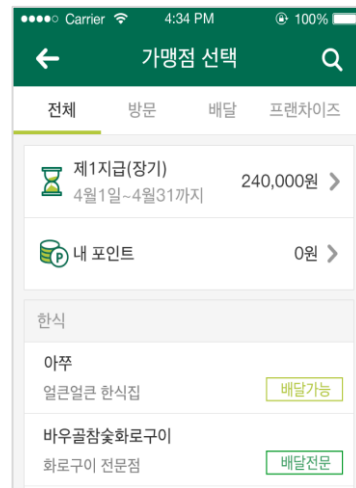 Carrier 4:34 PM 100%
가맹점 선택
전체 방문 배달 프랜차이즈
제1지급(장기) 240,000원
4월1일~4월31까지
P 내 포인트 0원
한식
아쭈
얼큰얼큰 한식집 배달가능
바우골참숯화로구이
화로구이 전문점 배달전문